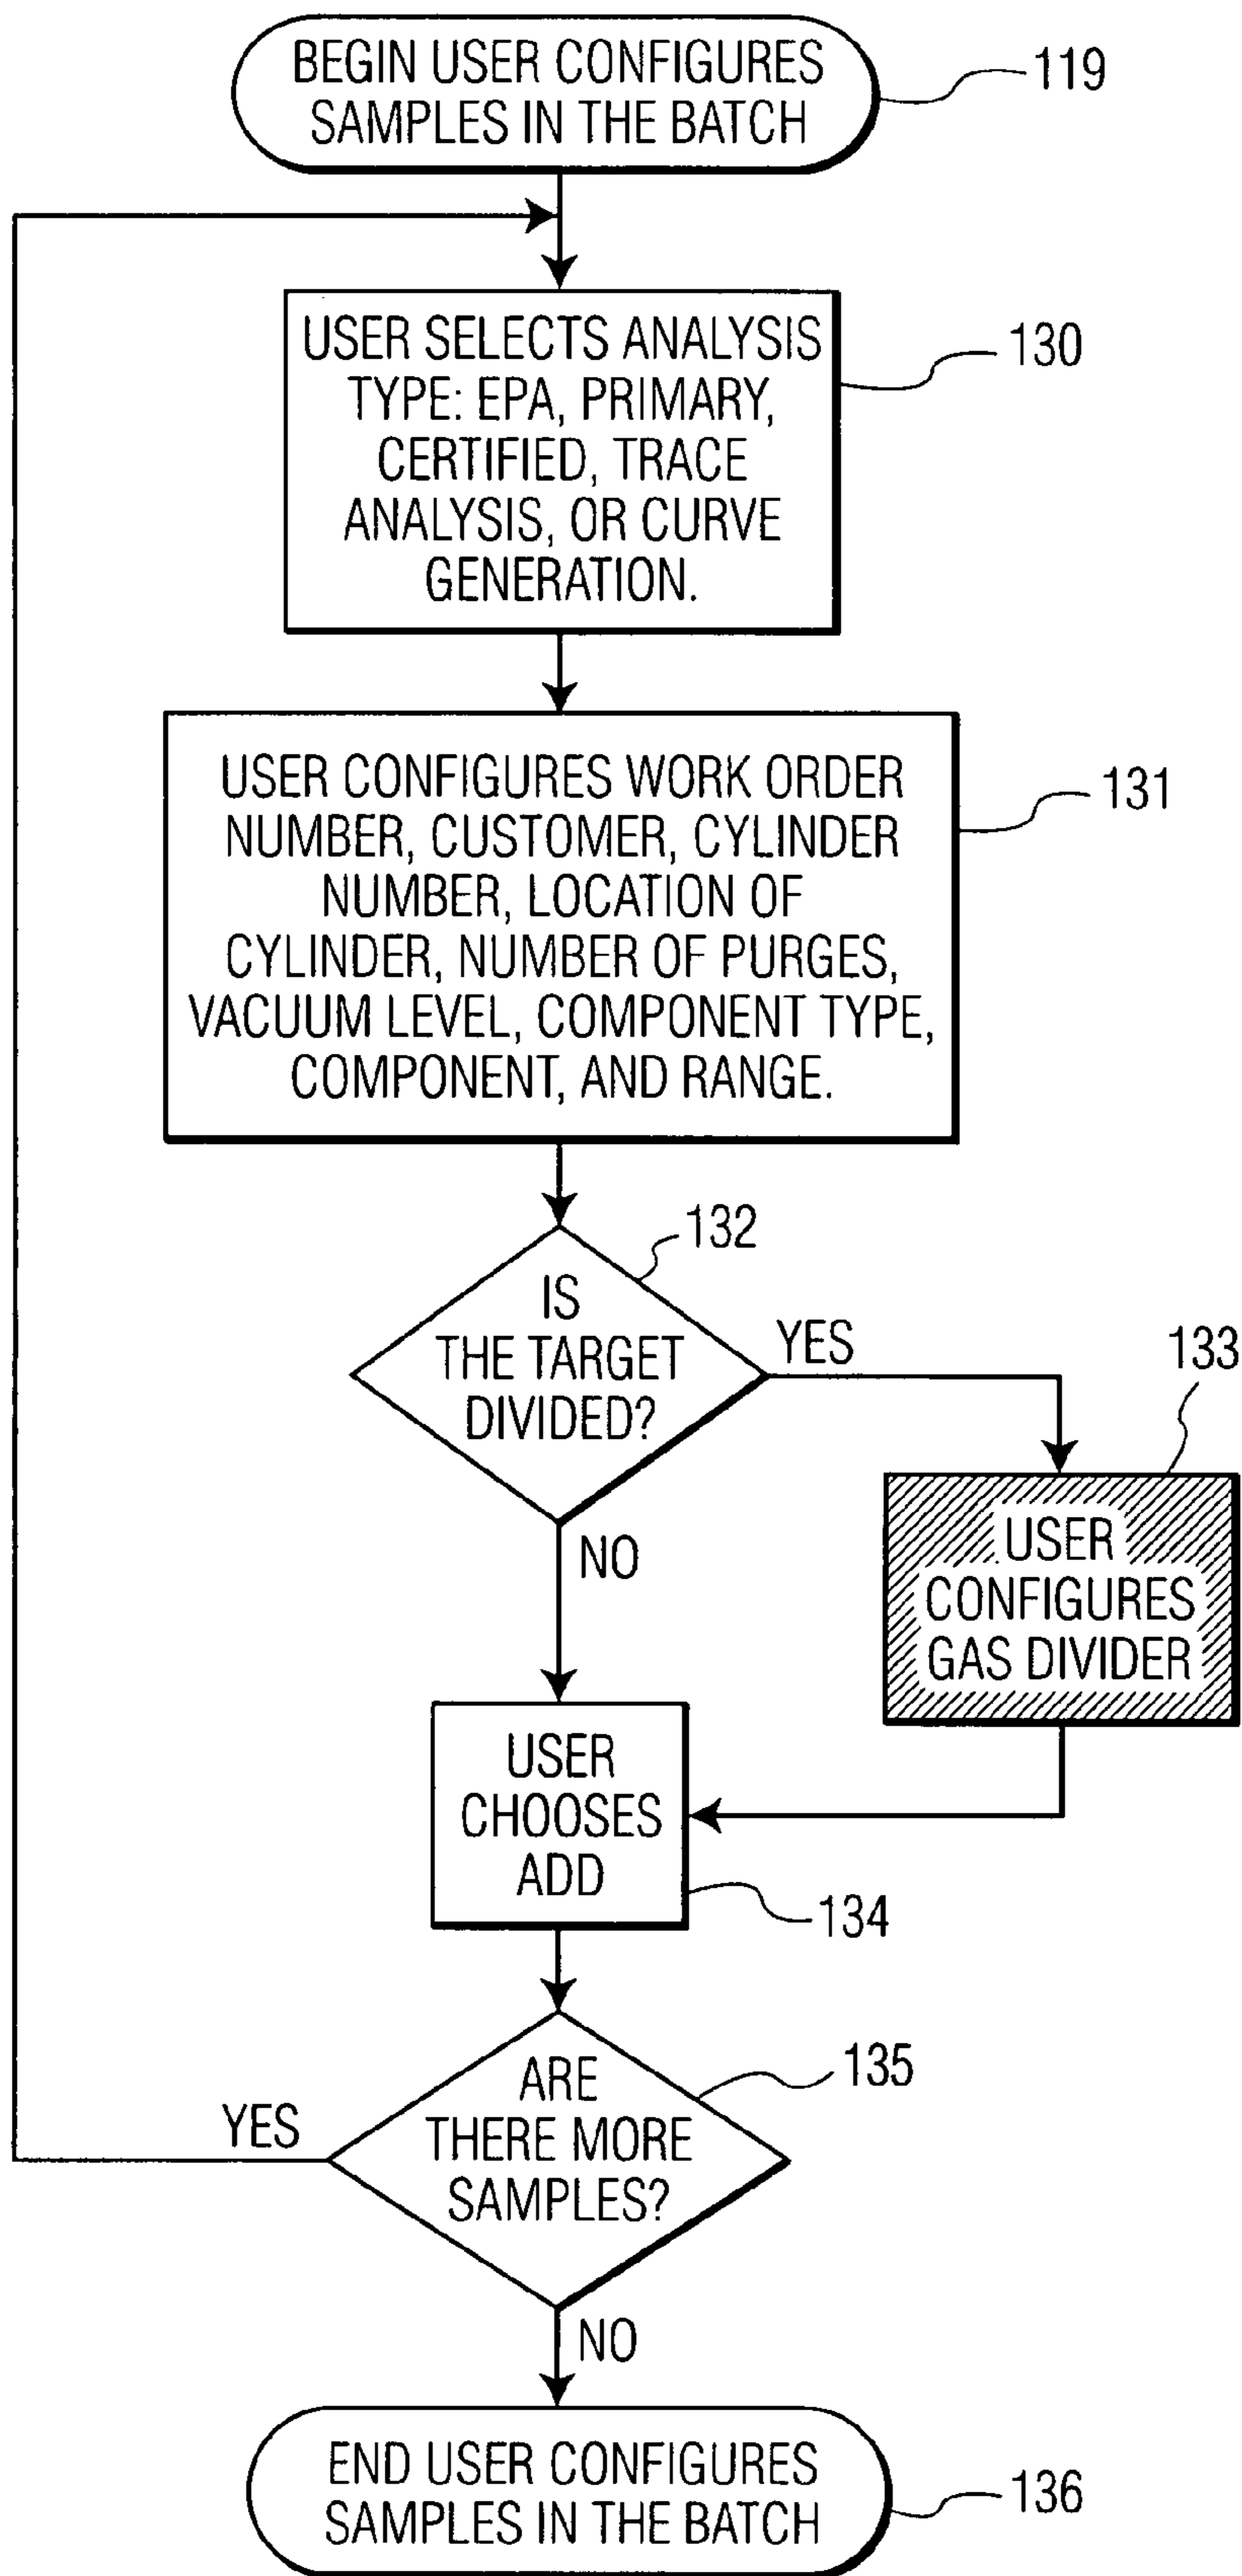 BEGIN USER CONFIGURES
SAMPLES IN THE BATCH
119
USER SELECTS ANALYSIS
TYPE: EPA, PRIMARY,
CERTIFIED, TRACE
ANALYSIS, OR CURVE
GENERATION.
130
USER CONFIGURES WORK ORDER
NUMBER, CUSTOMER, CYLINDER
NUMBER, LOCATION OF
CYLINDER, NUMBER OF PURGES,
VACUUM LEVEL, COMPONENT TYPE,
COMPONENT, AND RANGE.
131
132
IS
THE TARGET
DIVIDED?
YES
133
USER
CONFIGURES
GAS DIVIDER
NO
USER
CHOOSES
ADD
134
ARE
THERE MORE
SAMPLES?
135
YES
NO
END USER CONFIGURES
SAMPLES IN THE BATCH
136